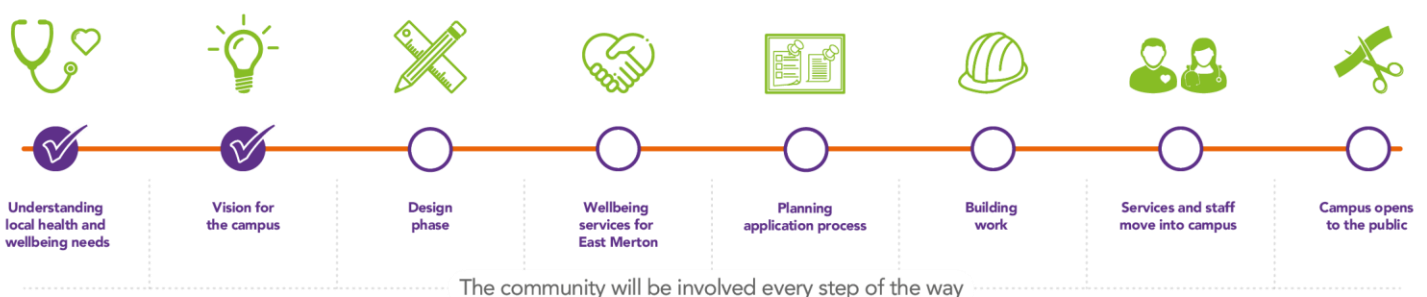 Understanding
local health and
wellbeing needs
Vision for
the campus
Design
phase
Wellbeing
services for
East Merton
Planning
application process
Building
work
Services and staff
move into campus
Campus opens
to the public
The community will be involved every step of the way